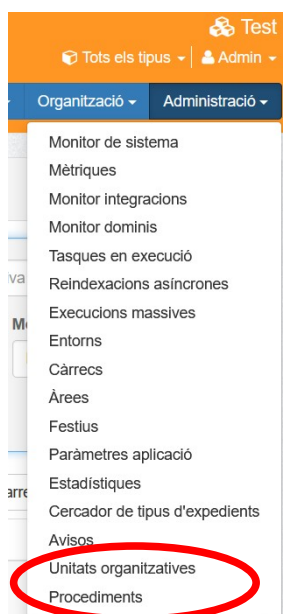 Test
Tots els tipus Admin
Organització Administració
Monitor de sistema
Mètriques
Monitor integracions
Monitor dominis
Tasques en execució
Reindexacions asíncrones
Execucions massives
Entorns
Càrrecs
Àrees
Festius
Paràmetres aplicació
Estadístiques
Cercador de tipus d'expedients
Avisos
Unitats organitzatives
Procediments